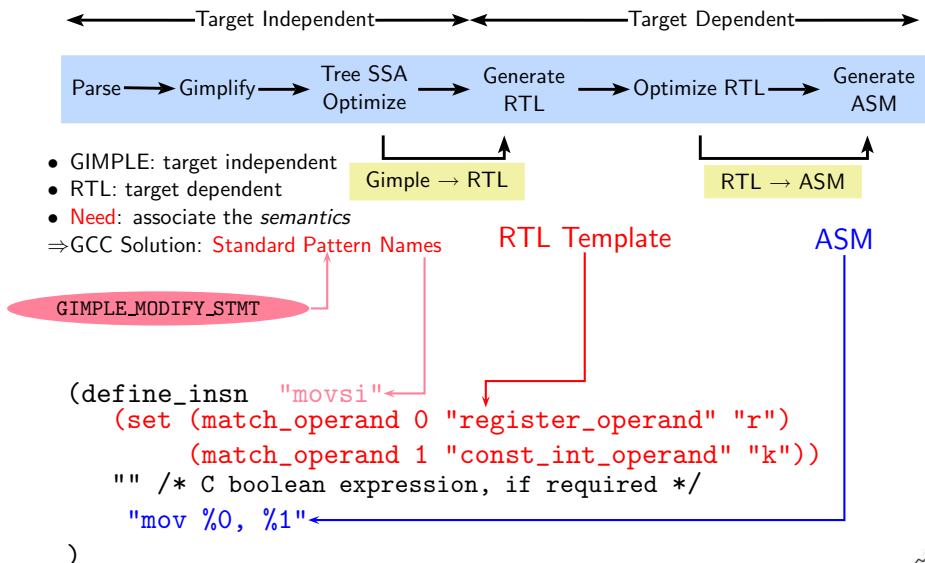 Target Independent Target Dependent
Parse Gimplify Tree SSA Optimize Generate RTL Optimize RTL Generate ASM
Gimple → RTL
RTL → ASM
• GIMPLE: target independent
• RTL: target dependent
• Need: associate the semantics
⇒GCC Solution: Standard Pattern Names
RTL Template
ASM
GIMPLE_MODIFY_STMT
(define_insn "movsi"
(set (match_operand 0 "register_operand" "r")
(match_operand 1 "const_int_operand" "k"))
"" /* C boolean expression, if required */
"mov %0, %1"
)